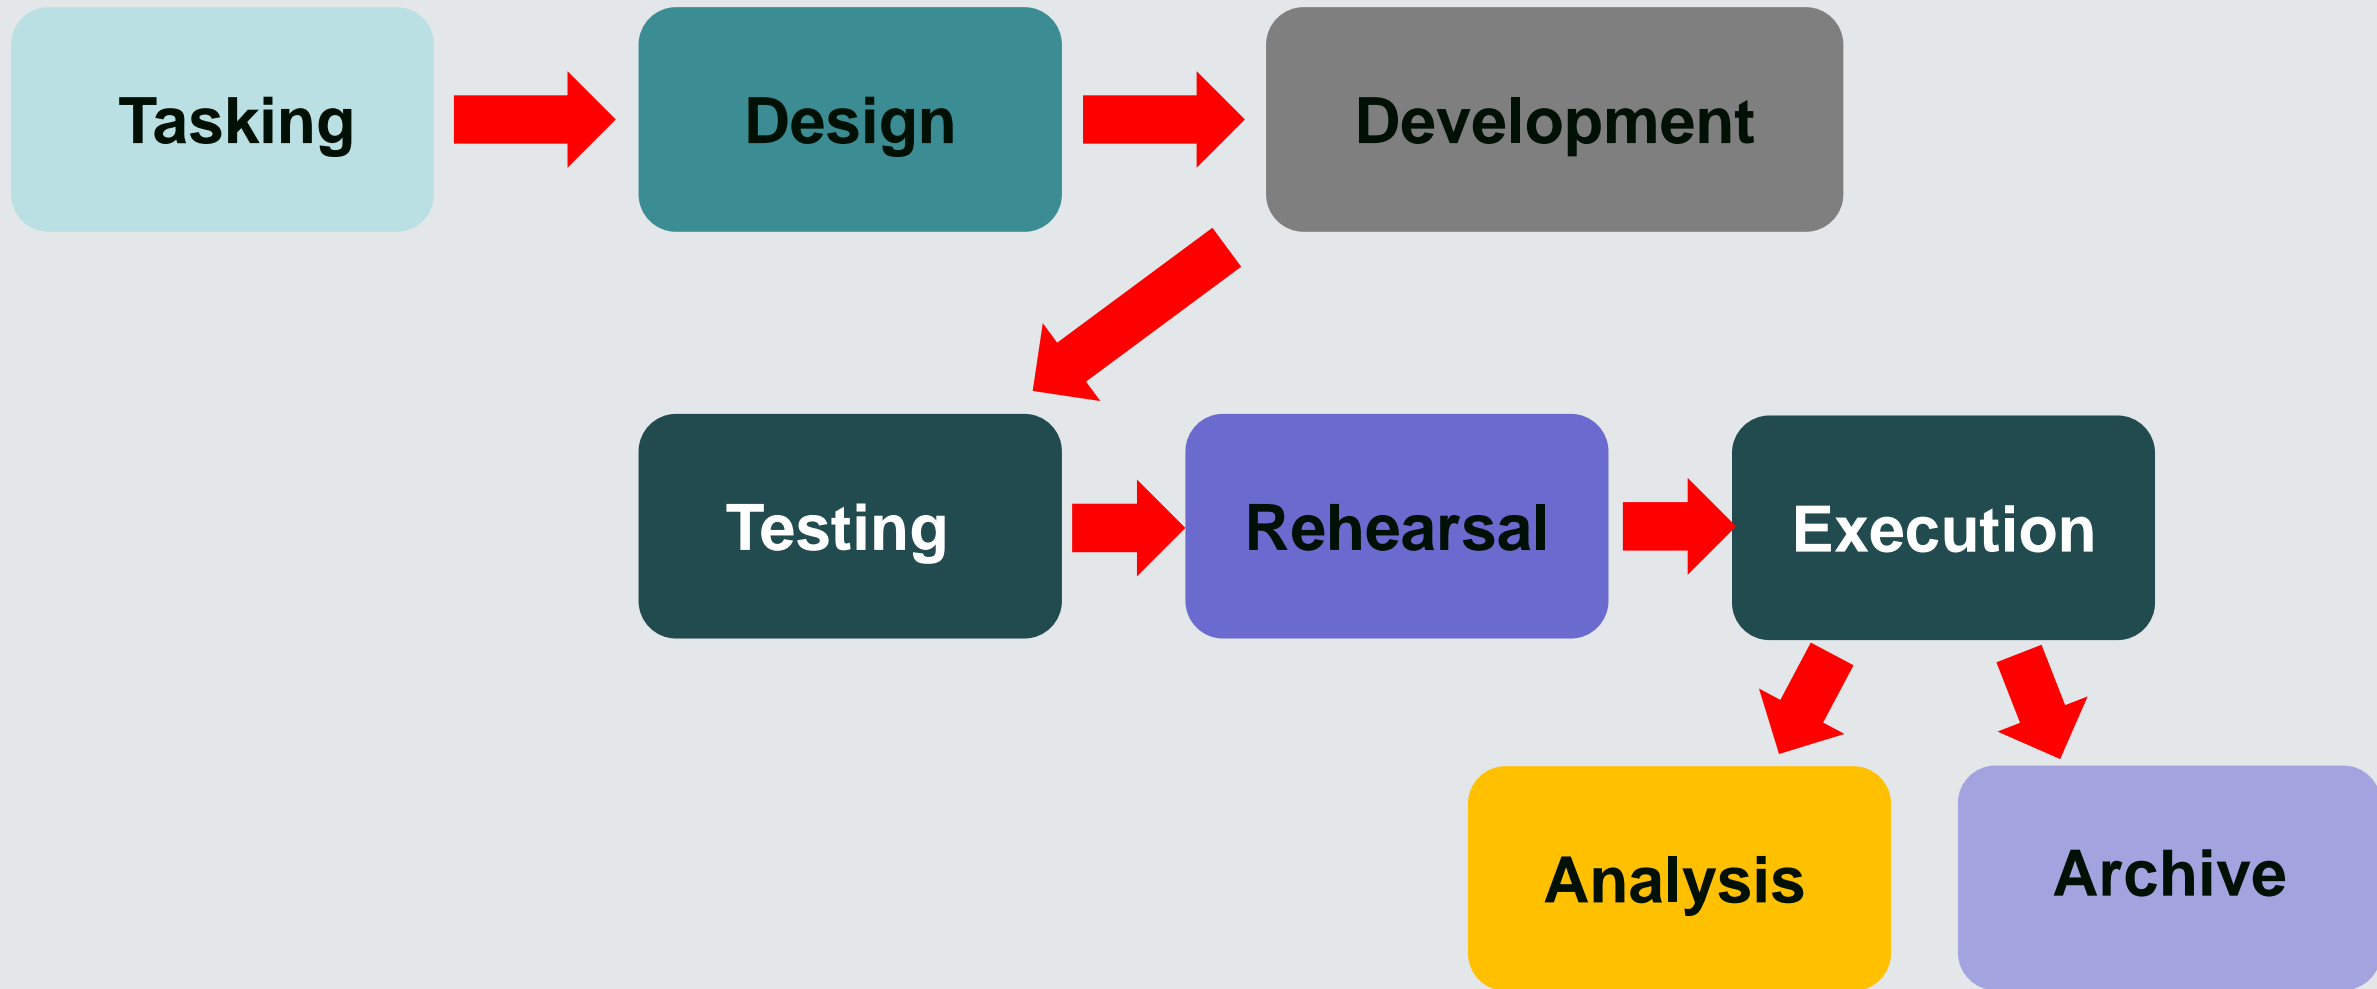 Tasking
Design
Development
Testing
Rehearsal
Execution
Analysis
Archive